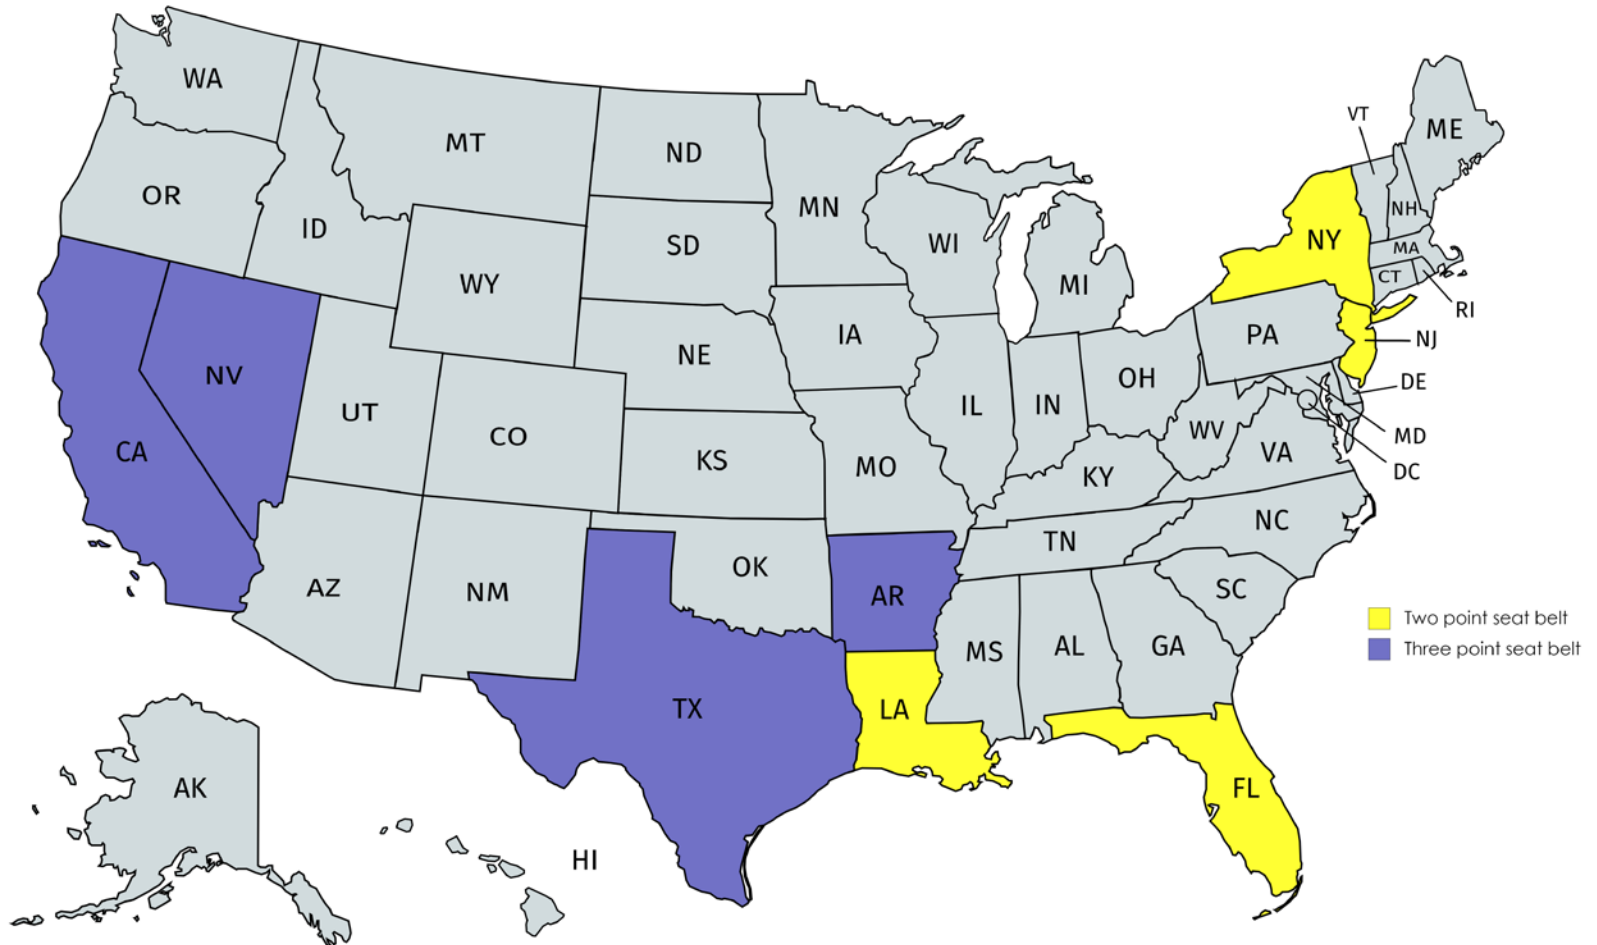 WA
MT
ND
MN
OR
ID
SD
WY
WI
MI
VT
ME
NH
NY
MA
CT
RI
NE
IA
PA
NJ
NV
UT
CO
CA
KS
MO
IL
IN
OH
WV
VA
DE
MD
DC
KY
NC
TN
AZ
NM
OK
AR
SC
MS
AL
GA
TX
LA
FL
AK
HI
Two point seat belt
Three point seat belt